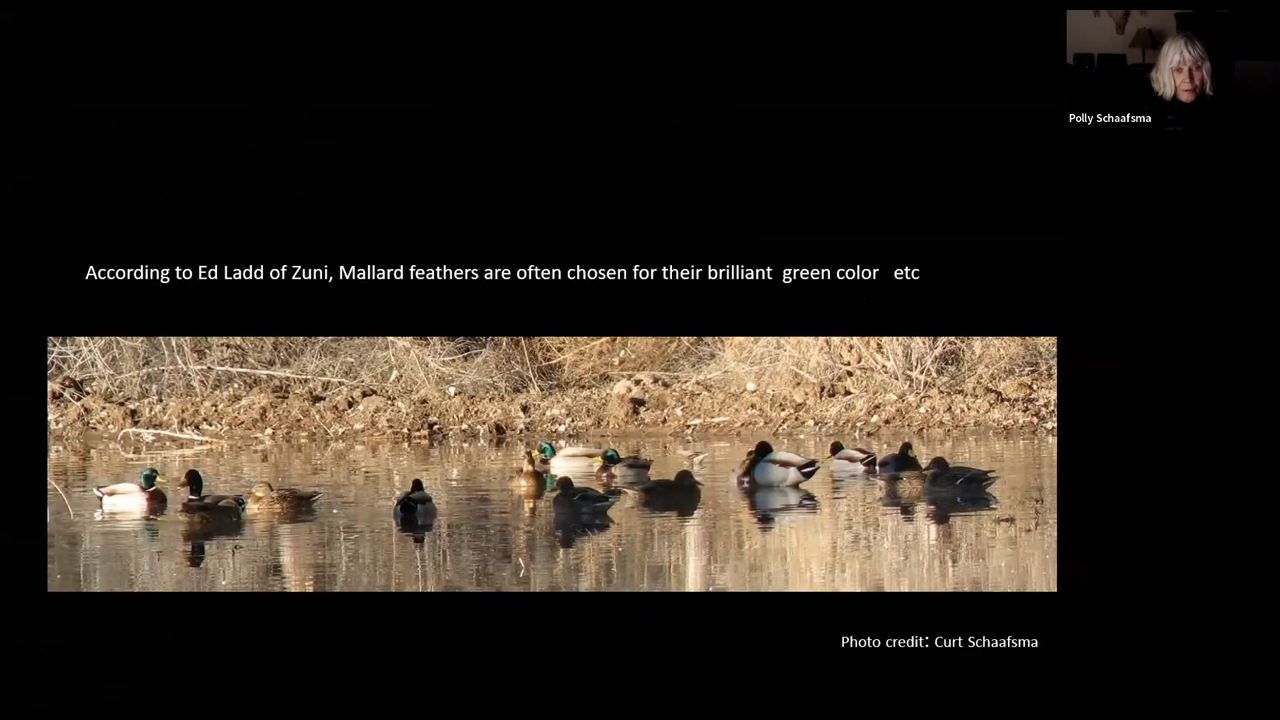 Polly Schaafsma
According to Ed Ladd of Zuni, Mallard feathers are often chosen for their brilliant  green color   etc
Photo credit: Curt Schaafsma